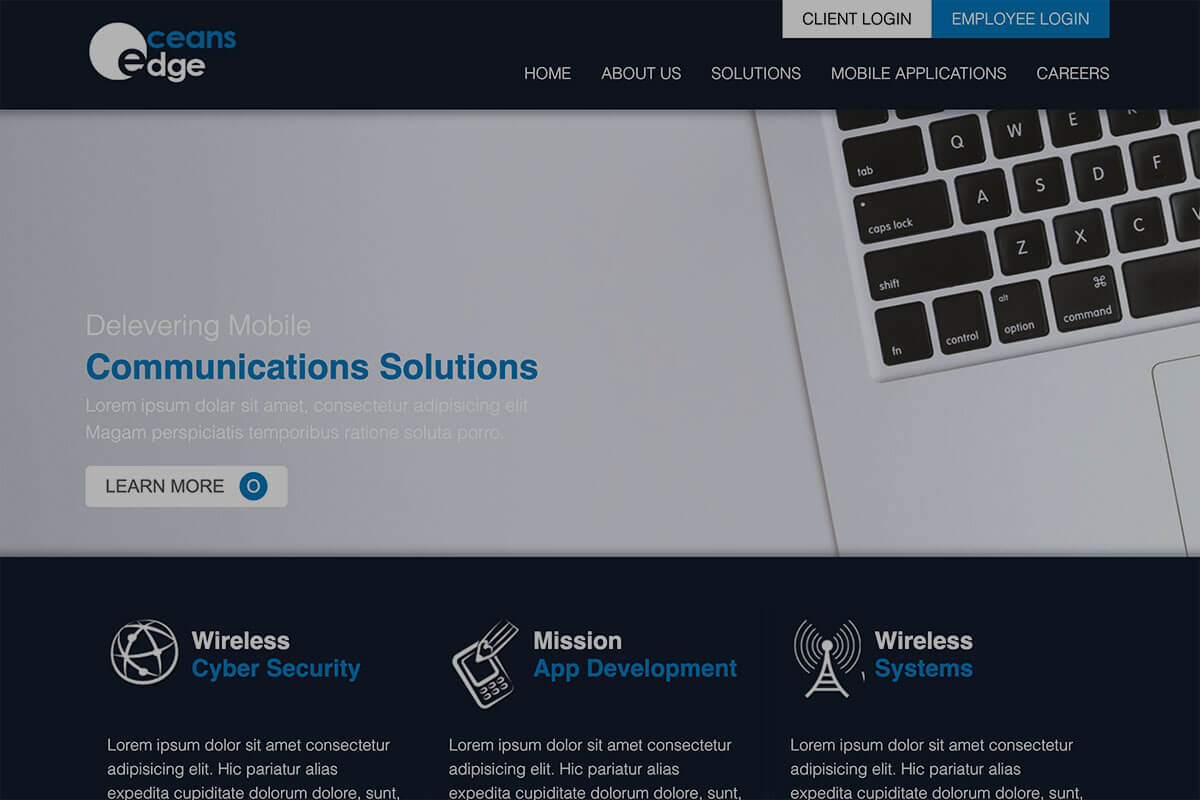 Oceans
edge
CLIENT LOGIN
EMPLOYEE LOGIN
HOME
ABOUT US
SOLUTIONS
MOBILE APPLICATIONS
CAREERS
Q
W
E
tab
A
S
D
F
caps lock
Z
X
C
shift
fn
control
alt
option
⌘
command
Delevering Mobile
Communications Solutions
Lorem ipsum dolar sit amet, consectetur adipisicing elit.
Magam perspiciatis temporibus ratione soluta porro.
LEARN MORE O
Wireless
Cyber Security
Mission
App Development
Wireless
Systems
Lorem ipsum dolor sit amet consectetur
adipisicing elit. Hic pariatur alias
expedita cupiditate dolorum dolore, sunt,
Lorem ipsum dolor sit amet consectetur
adipisicing elit. Hic pariatur alias
expedita cupiditate dolorum dolore, sunt,
Lorem ipsum dolor sit amet consectetur
adipisicing elit. Hic pariatur alias
expedita cupiditate dolorum dolore, sunt,